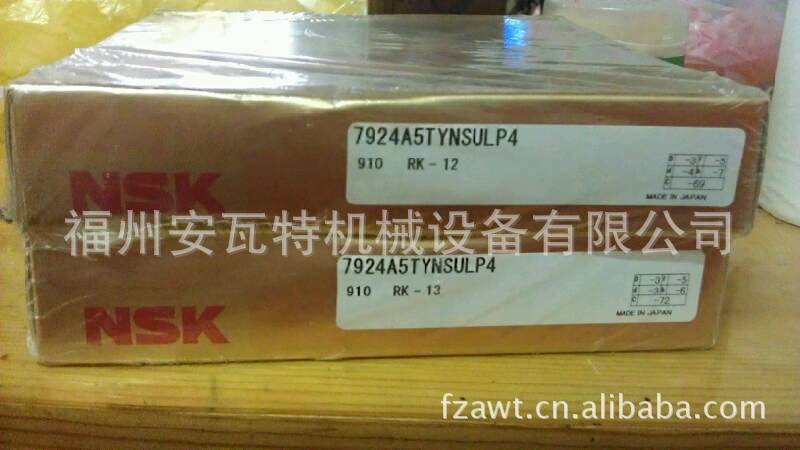 7924A5TYNSULP4
910 RK-12
D -3 -5
d -4 -7
C -69
MADE IN JAPAN
NSK
福州安瓦特机械设备有限公司
7924A5TYNSULP4
910 RK-13
D -3 -5
d -3 -6
C -72
MADE IN JAPAN
NSK
fzawt.cn.alibaba.com